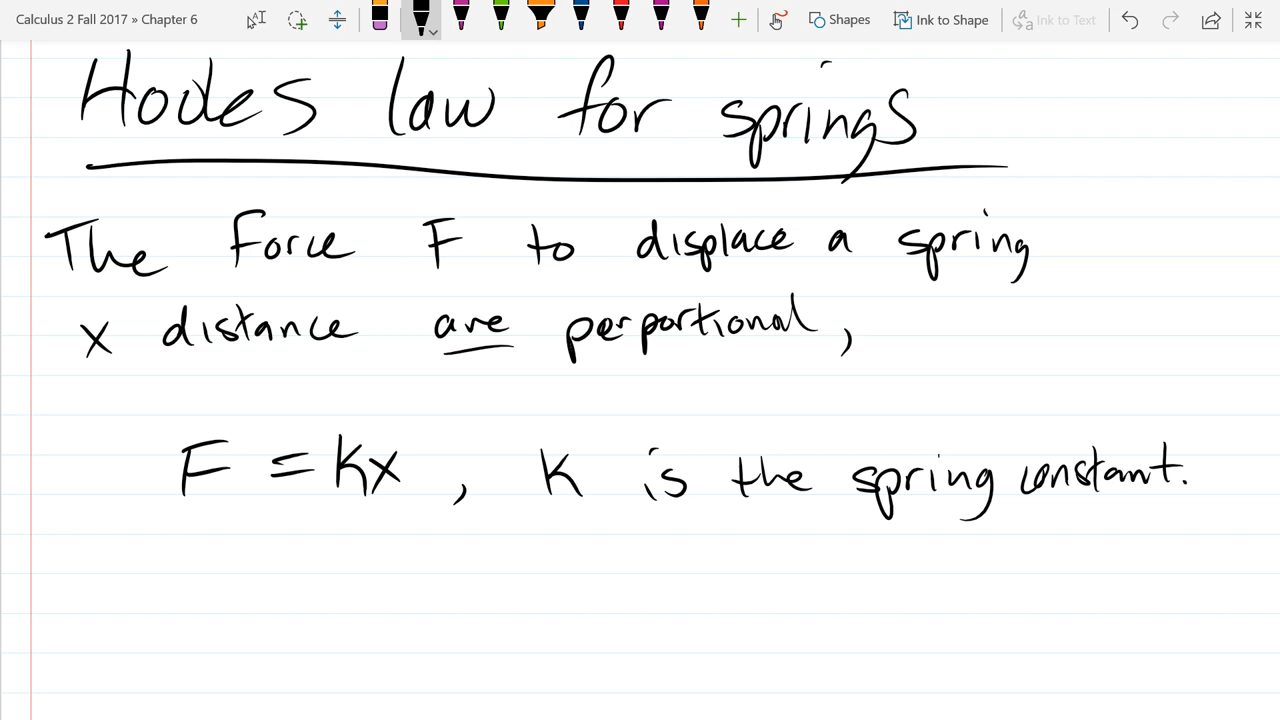 Calculus 2 Fall 2017 » Chapter 6
Shapes
Ink to Shape
Ink to Text
Hooles law for springs
The force F to displace a spring
x distance are perportional,
F = kx , K is the spring constant.